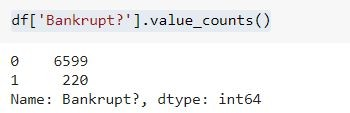 df['Bankrupt?'].value_counts()
0    6599
1     220
Name: Bankrupt?, dtype: int64